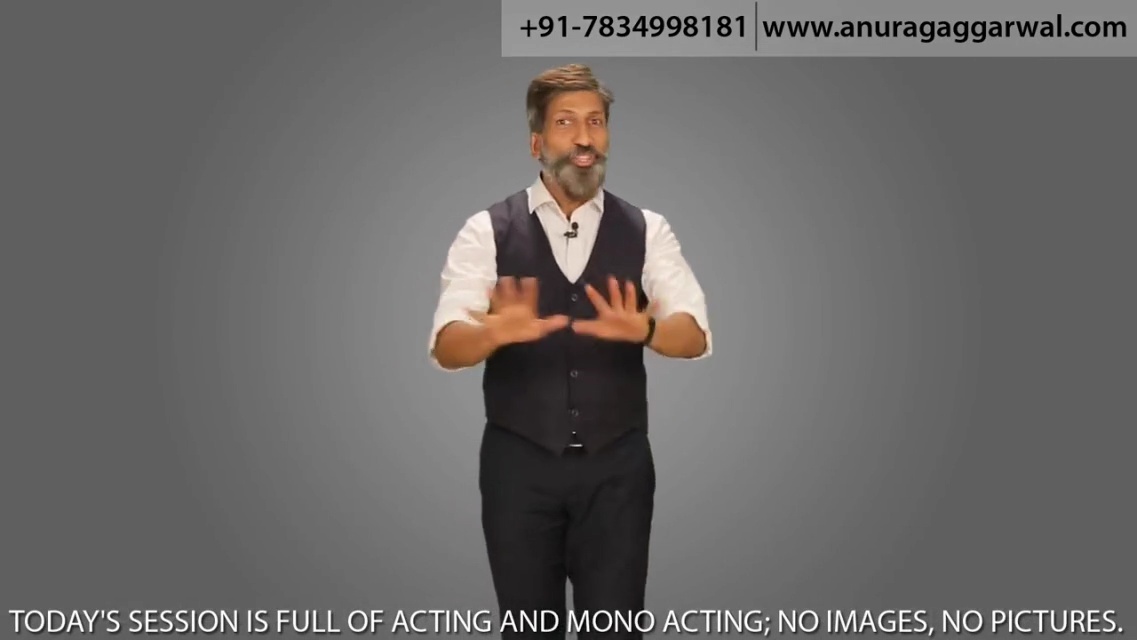 +91-7834998181 | www.anuragaggarwal.com
TODAY'S SESSION IS FULL OF ACTING AND MONO ACTING; NO IMAGES, NO PICTURES.